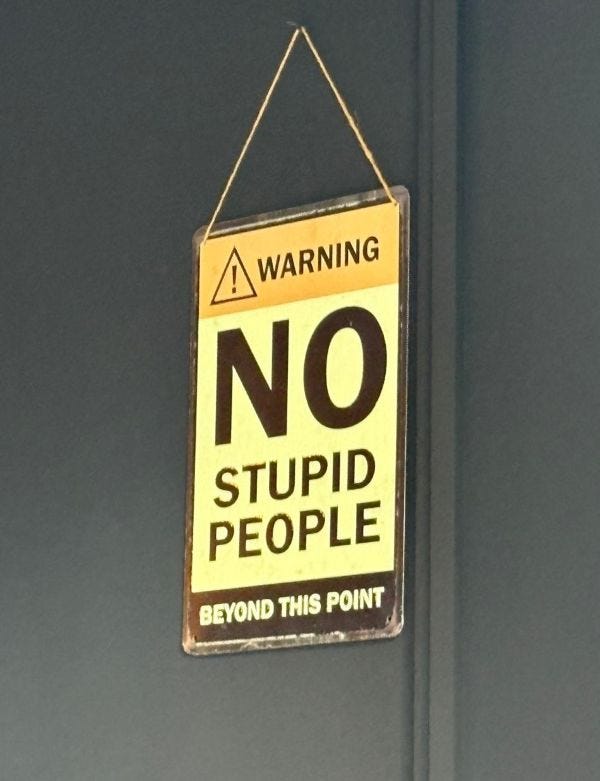 WARNING
NO
STUPID
PEOPLE
BEYOND THIS POINT